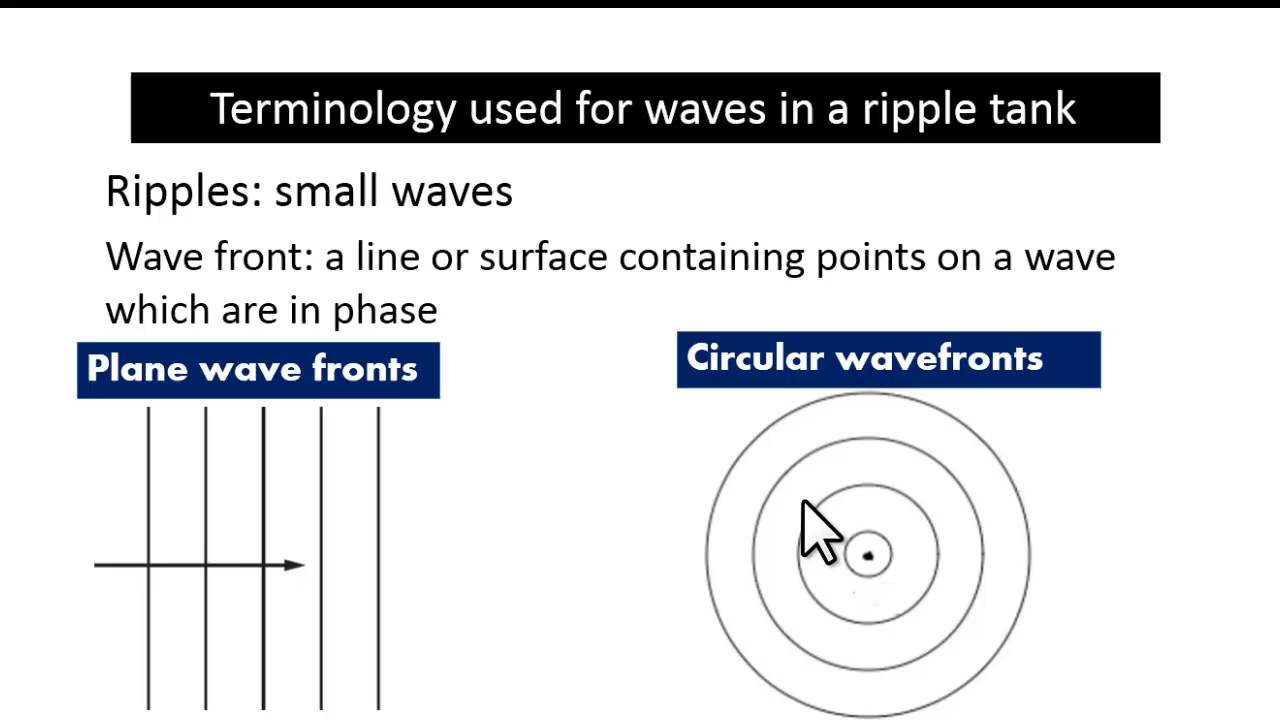 Terminology used for waves in a ripple tank
Ripples: small waves
Wave front: a line or surface containing points on a wave
which are in phase
Plane wave fronts
Circular wavefronts